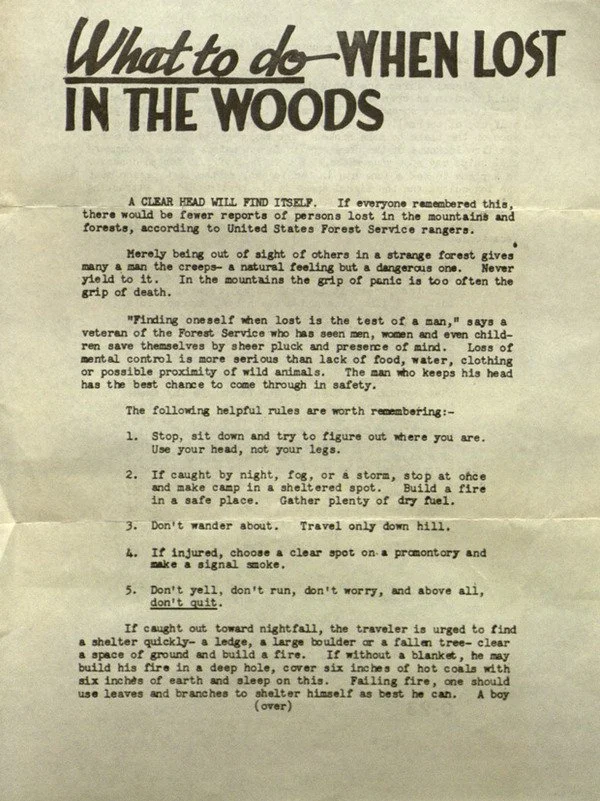 What to do-WHEN LOST
IN THE WOODS
A CLEAR HEAD WILL FIND ITSELF. If everyone remembered this,
there would be fewer reports of persons lost in the mountains and
forests, according to United States Forest Service rangers.
Merely being out of sight of others in a strange forest gives
many a man the creeps- a natural feeling but a dangerous one. Never
yield to it. In the mountains the grip of panic is too often the
grip of death.
"Finding oneself when lost is the test of a man," says a
veteran of the Forest Service who has seen men, women and even child-
ren save themselves by sheer pluck and presence of mind. Loss of
mental control is more serious than lack of food, water, clothing
or possible proximity of wild animals. The man who keeps his head
has the best chance to come through in safety.
The following helpful rules are worth remembering:-
1. Stop, sit down and try to figure out where you are.
Use your head, not your legs.
2. If caught by night, fog, or a storm, stop at once
and make camp in a sheltered spot. Build a fire
in a safe place. Gather plenty of dry fuel.
3. Don't wander about. Travel only down hill.
4. If injured, choose a clear spot on a promontory and
make a signal smoke.
5. Don't yell, don't run, don't worry, and above all,
don't quit.
If caught out toward nightfall, the traveler is urged to find
a shelter quickly- a ledge, a large boulder or a fallen tree- clear
a space of ground and build a fire. If without a blanket, he may
build his fire in a deep hole, cover six inches of hot coals with
six inches of earth and sleep on this. Failing fire, one should
use leaves and branches to shelter himself as best he can. A boy
(over)